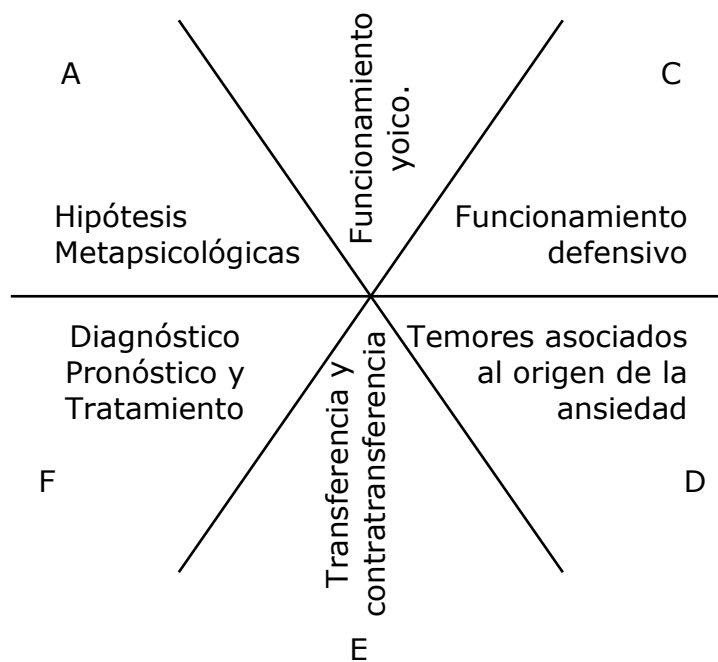 A
Funcionamiento
yoico.
C
Hipótesis
Metapsicológicas
Funcionamiento
defensivo
Diagnóstico
Pronóstico y
Tratamiento
Transferencia y
contratransferencia
Temores asociados
al origen de la
ansiedad
F
D
E